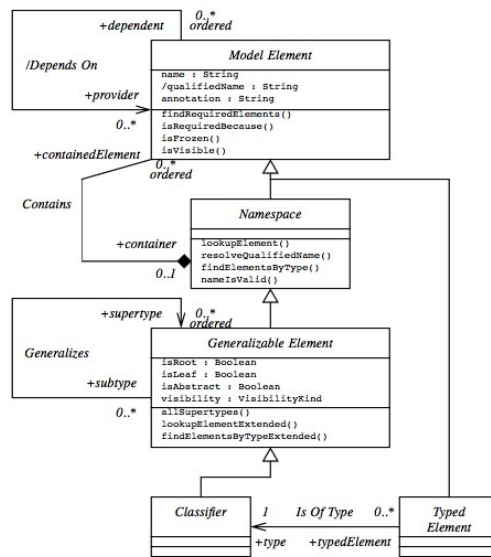 0..*
+dependent
ordered
Model Element
/Depends On
name : String
/qualifiedName : String
annotation : String
+provider
0..*
findRequiredElements()
isRequiredBecause()
isFrozen()
isVisible()
+containedElement
0..*
ordered
Contains
Namespace
+container
0..1
lookupElement()
resolveQualifiedName()
findElementsByType()
nameIsValid()
+supertype
0..*
ordered
Generalizes
Generalizable Element
isRoot : Boolean
isLeaf : Boolean
isAbstract : Boolean
visibility : VisibilityKind
+subtype
0..*
allSupertypes()
lookupElementExtended()
findElementsByTypeExtended()
Classifier
1
Is Of Type
0..*
Typed
Element
+type
+typedElement